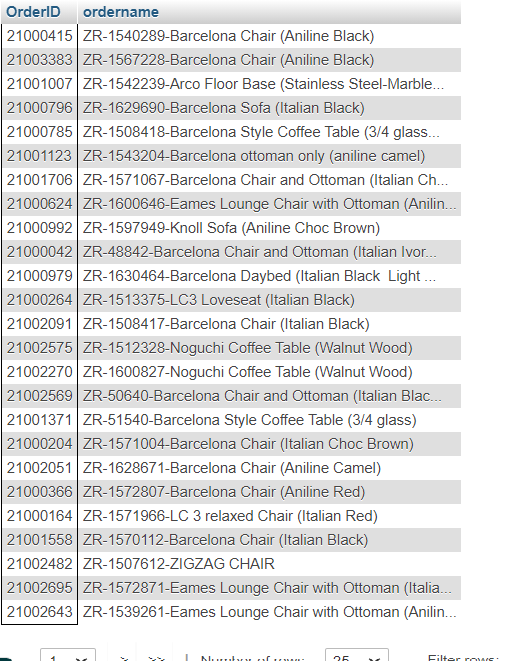 OrderID ordername
21000415 ZR-1540289-Barcelona Chair (Aniline Black)
21003383 ZR-1567228-Barcelona Chair (Aniline Black)
21001007 ZR-1542239-Arco Floor Base (Stainless Steel-Marble...
21000796 ZR-1629690-Barcelona Sofa (Italian Black)
21000785 ZR-1508418-Barcelona Style Coffee Table (3/4 glass...
21001123 ZR-1543204-Barcelona ottoman only (aniline camel)
21001706 ZR-1571067-Barcelona Chair and Ottoman (Italian Ch...
21000624 ZR-1600646-Eames Lounge Chair with Ottoman (Anilin...
21000992 ZR-1597949-Knoll Sofa (Aniline Choc Brown)
21000042 ZR-48842-Barcelona Chair and Ottoman (Italian Ivor...
21000979 ZR-1630464-Barcelona Daybed (Italian Black  Light ...
21000264 ZR-1513375-LC3 Loveseat (Italian Black)
21002091 ZR-1508417-Barcelona Chair (Italian Black)
21002575 ZR-1512328-Noguchi Coffee Table (Walnut Wood)
21002270 ZR-1600827-Noguchi Coffee Table (Walnut Wood)
21002569 ZR-50640-Barcelona Chair and Ottoman (Italian Blac...
21001371 ZR-51540-Barcelona Style Coffee Table (3/4 glass)
21000204 ZR-1571004-Barcelona Chair (Italian Choc Brown)
21002051 ZR-1628671-Barcelona Chair (Aniline Camel)
21000366 ZR-1572807-Barcelona Chair (Aniline Red)
21000164 ZR-1571966-LC 3 relaxed Chair (Italian Red)
21001558 ZR-1570112-Barcelona Chair (Italian Black)
21002482 ZR-1507612-ZIGZAG CHAIR
21002695 ZR-1572871-Eames Lounge Chair with Ottoman (Italia...
21002643 ZR-1539261-Eames Lounge Chair with Ottoman (Anilin...
1 > >> | Number of rows: 25 Filter rows: